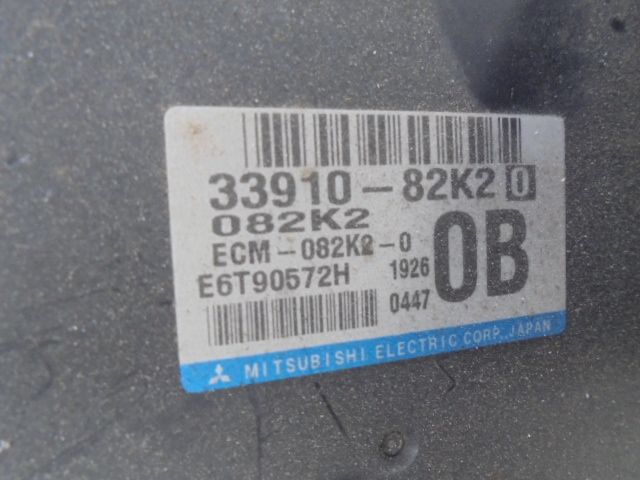 33910-82K2 0
082K2
ECM-082K2-0
0B
E6T90572H
1926
0447
MITSUBISHI ELECTRIC CORP., JAPAN